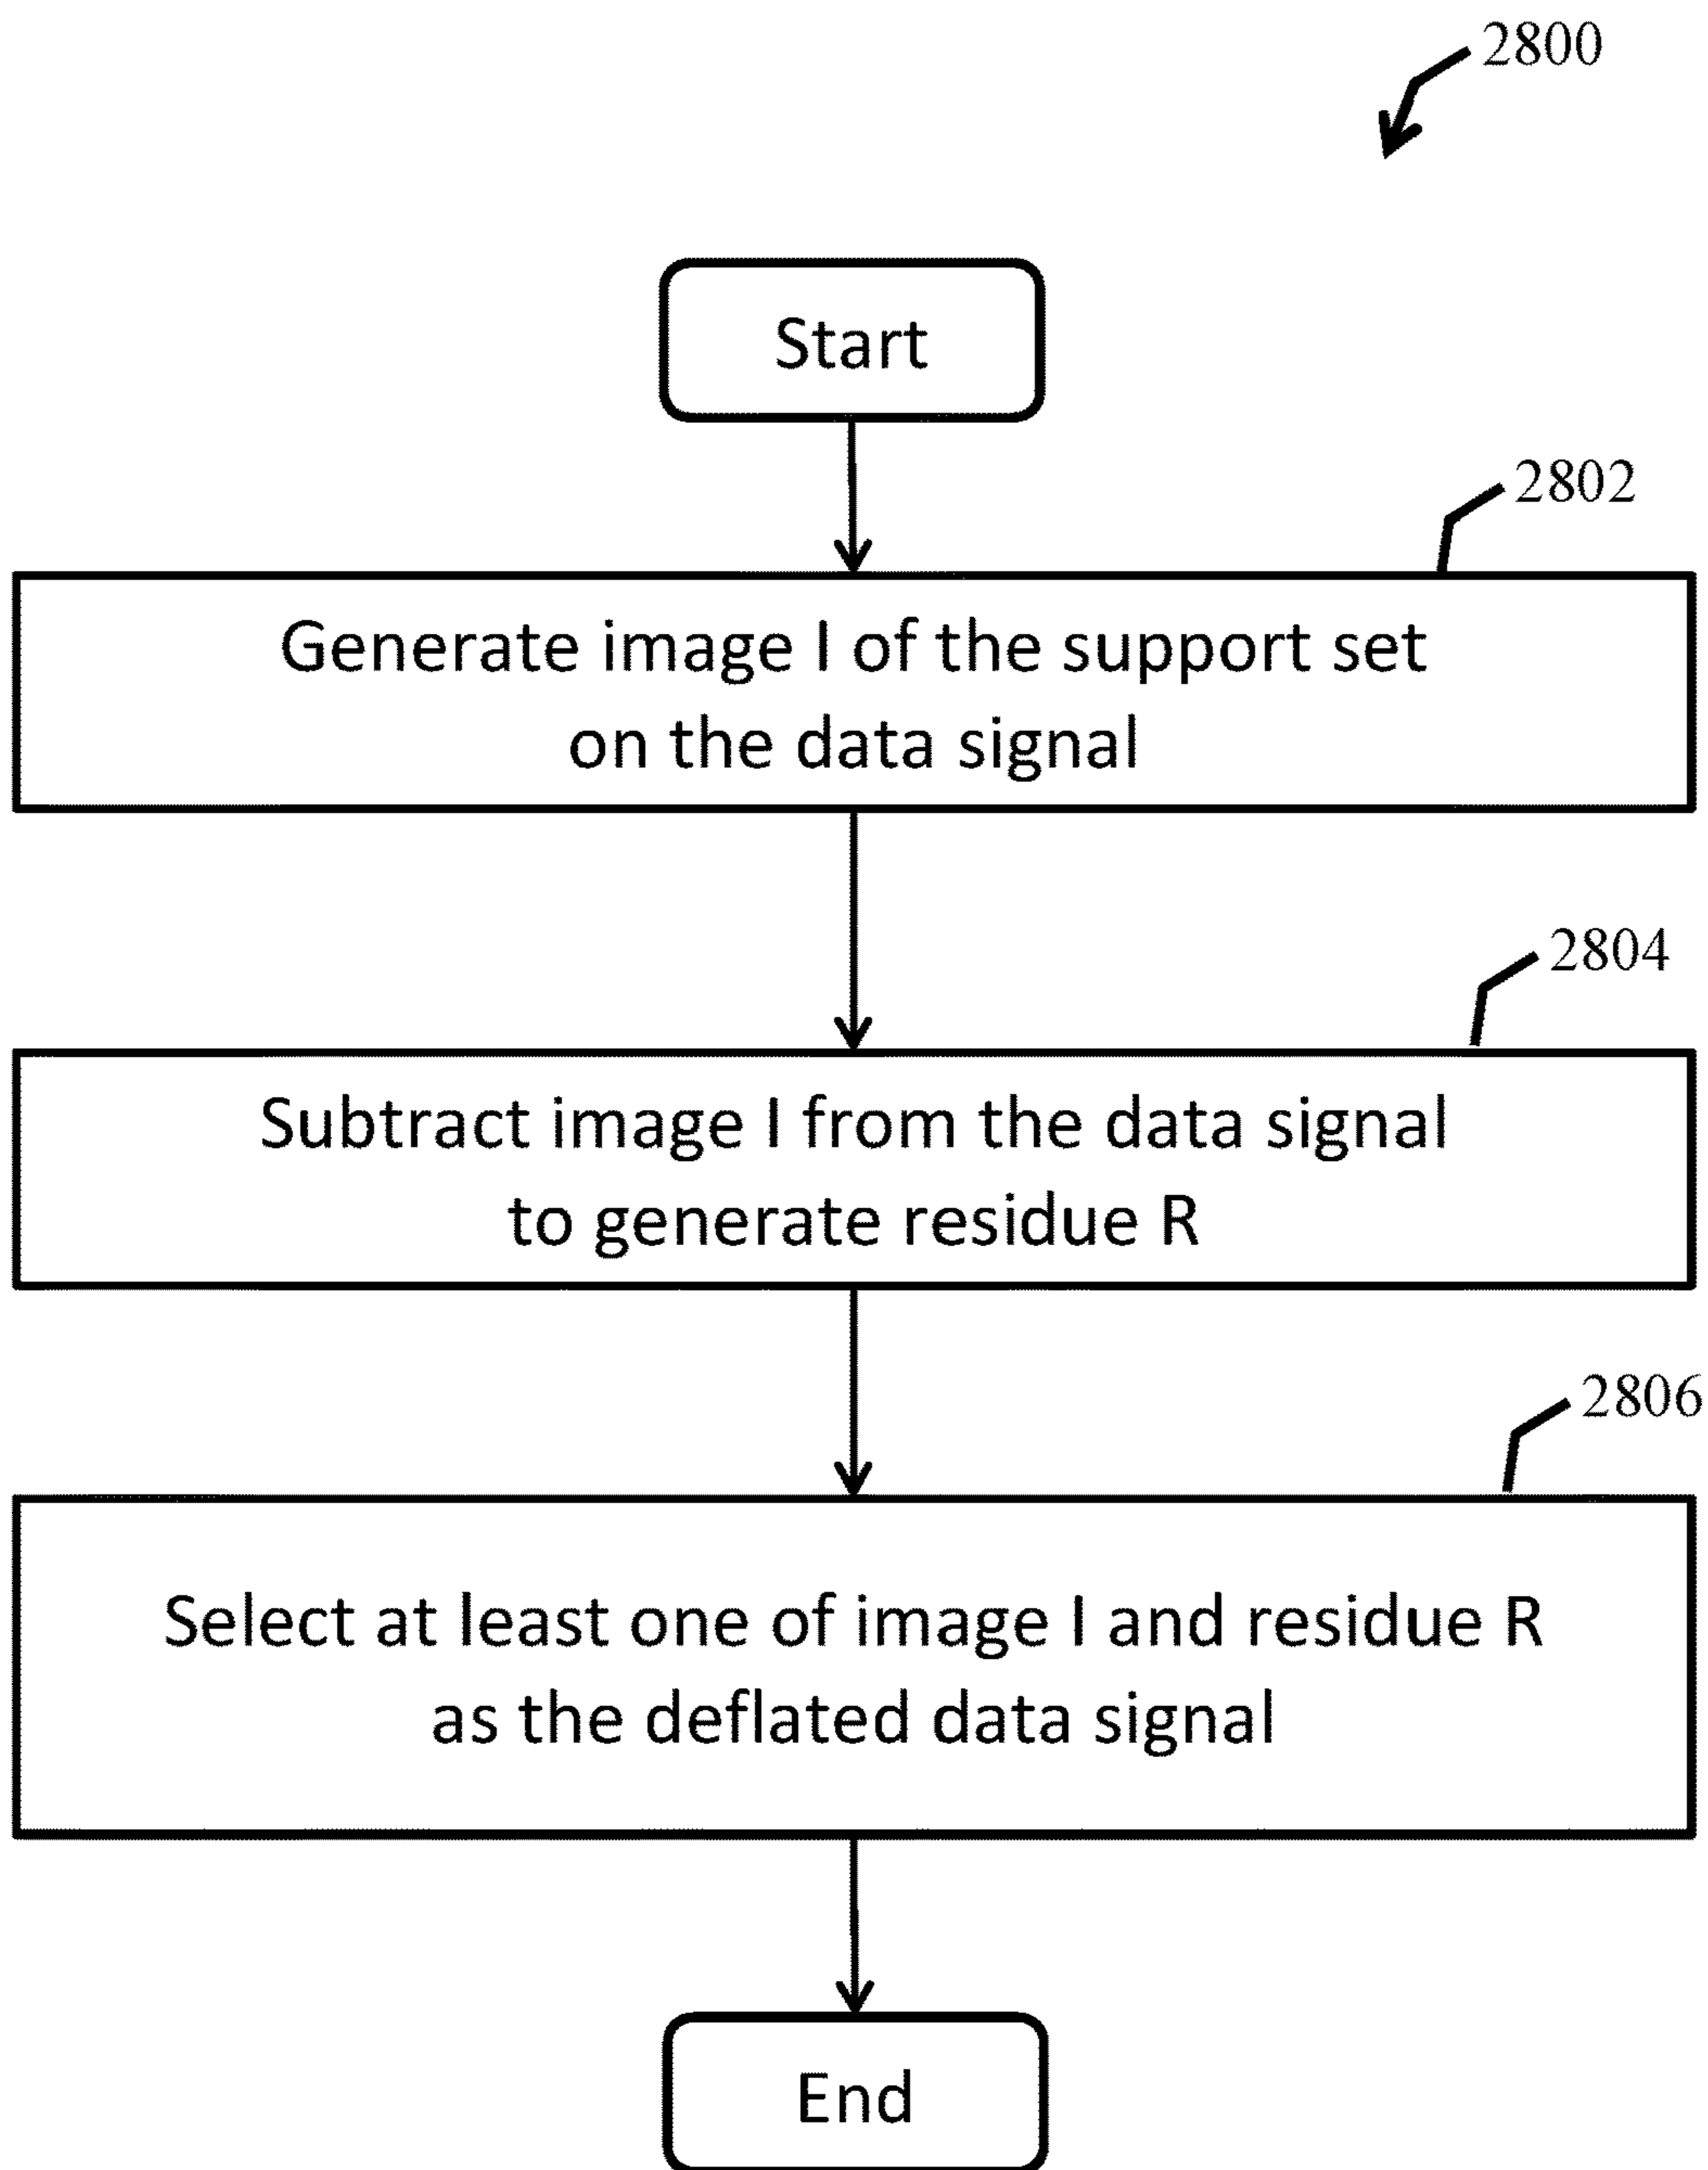 2800
Start
2802
Generate image I of the support set
on the data signal
2804
Subtract image I from the data signal
to generate residue R
2806
Select at least one of image I and residue R
as the deflated data signal
End